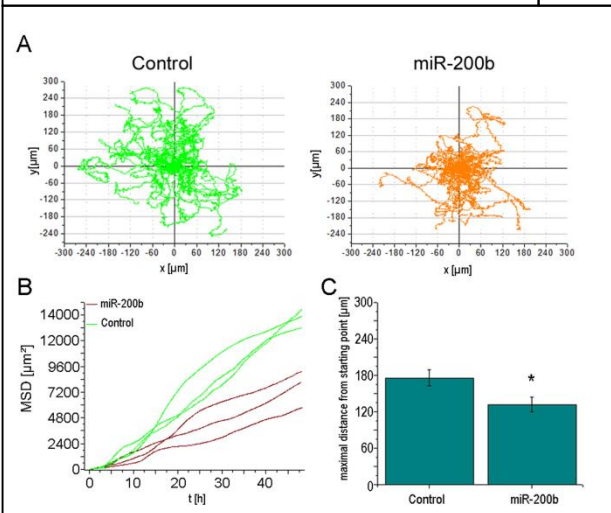 A
Control
miR-200b
300
240
180
120
60
0
-60
-120
-180
-240
y[µm]
-300 -240 -180 -120 -60 0 60 120 180 240 300
x [µm]
300
240
180
120
60
0
-60
-120
-180
-240
y[µm]
-300 -240 -180 -120 -60 0 60 120 180 240 300
x [µm]
B
miR-200b
Control
14000
12000
9600
7200
4800
2400
0
MSD [µm²]
0 10 20 30 40
t [h]
C
300
240
180
120
60
0
maximal distance from starting point [µm]
*
Control miR-200b